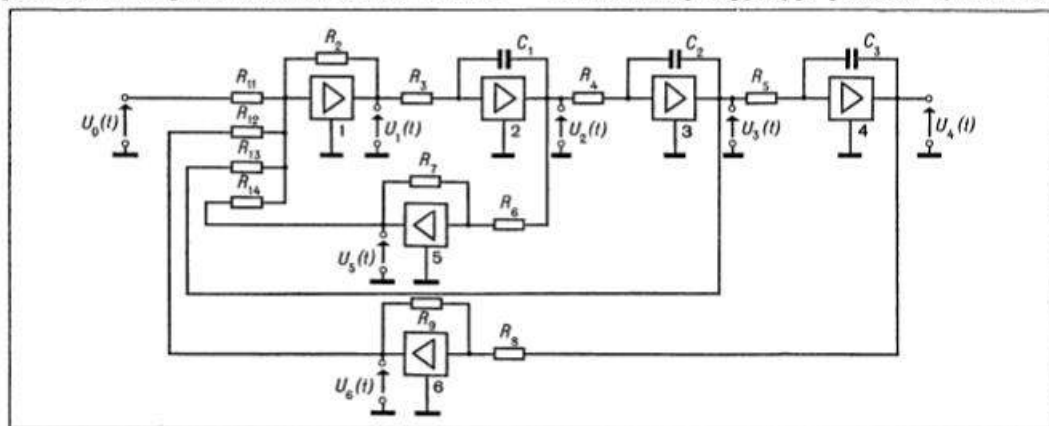 R₂
C₁
C₂
C₃
R₁₁
R₃
R₄
R₅
1
2
3
4
U₀(t)
R₁₂
U₁(t)
U₂(t)
U₃(t)
U₄(t)
R₁₃
R₁₄
R₇
R₆
5
U₅(t)
R₉
R₈
6
U₆(t)